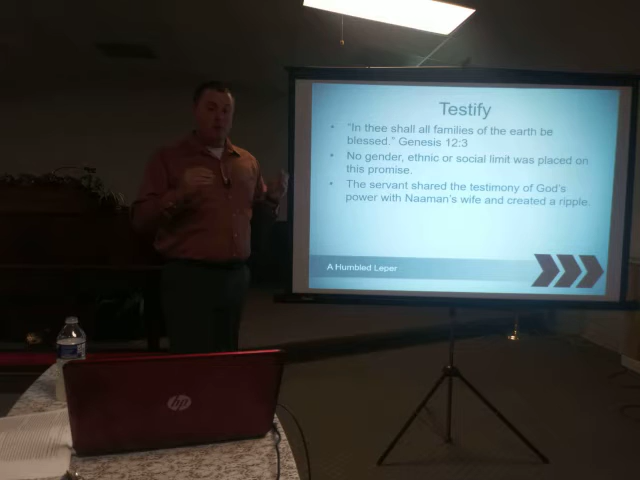 Testify
• "In thee shall all families of the earth be
blessed." Genesis 12:3
• No gender, ethnic or social limit was placed on
this promise.
• The servant shared the testimony of God's
power with Naaman's wife and created a ripple.
A Humbled Leper
hp